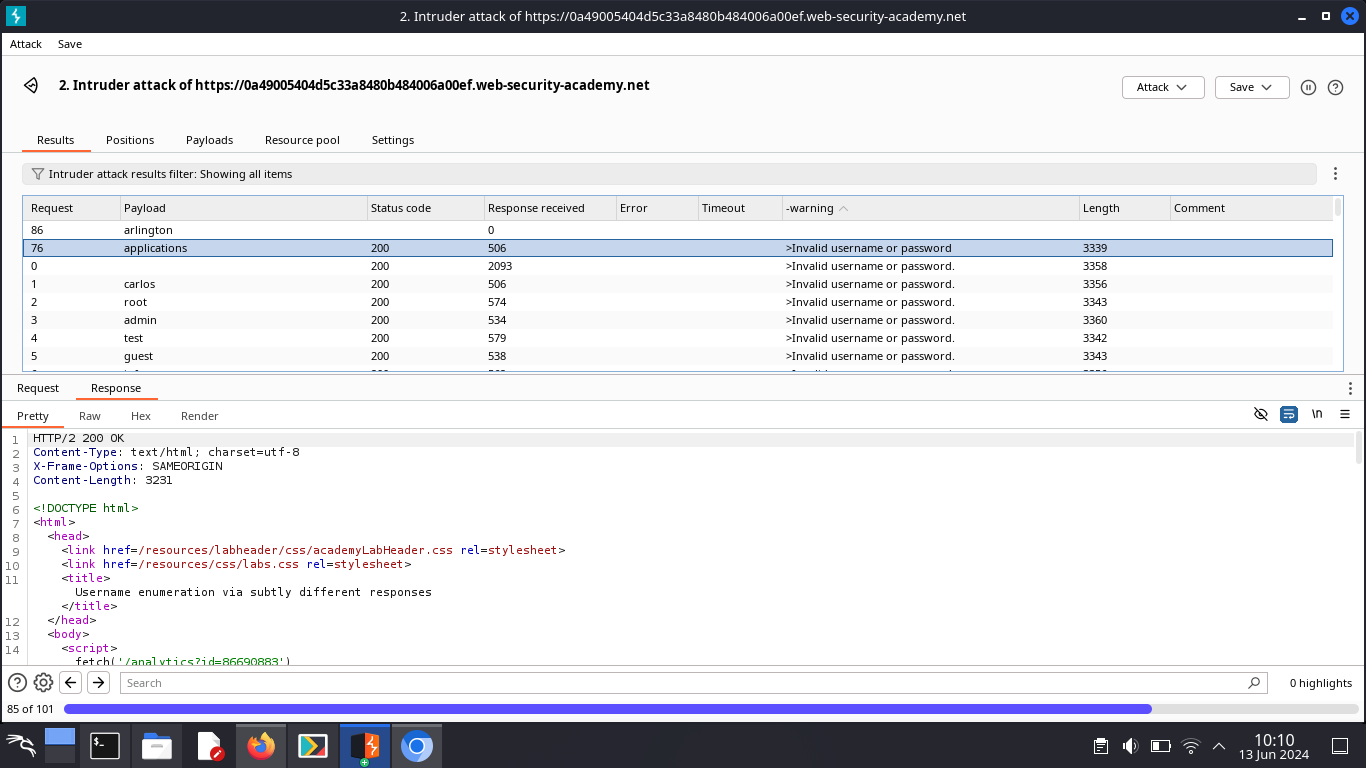 2. Intruder attack of https://0a49005404d5c33a8480b484006a00ef.web-security-academy.net
Attack Save
2. Intruder attack of https://0a49005404d5c33a8480b484006a00ef.web-security-academy.net
Attack Save
Results Positions Payloads Resource pool Settings
Intruder attack results filter: Showing all items
Request Payload Status code Response received Error Timeout -warning Length Comment
86 arlington 0
76 applications 200 506 >Invalid username or password 3339
0 200 2093 >Invalid username or password. 3358
1 carlos 200 506 >Invalid username or password. 3356
2 root 200 574 >Invalid username or password. 3343
3 admin 200 534 >Invalid username or password. 3360
4 test 200 579 >Invalid username or password. 3342
5 guest 200 538 >Invalid username or password. 3343
Request Response
Pretty Raw Hex Render \n
1 HTTP/2 200 OK
2 Content-Type: text/html; charset=utf-8
3 X-Frame-Options: SAMEORIGIN
4 Content-Length: 3231
5
6 <!DOCTYPE html>
7 <html>
8 <head>
9 <link href=/resources/labheader/css/academyLabHeader.css rel=stylesheet>
10 <link href=/resources/css/labs.css rel=stylesheet>
11 <title>
Username enumeration via subtly different responses
</title>
12 </head>
13 <body>
14 <script>
fetch('/analytics?id=86690883')
Search 0 highlights
85 of 101
10:10
13 Jun 2024